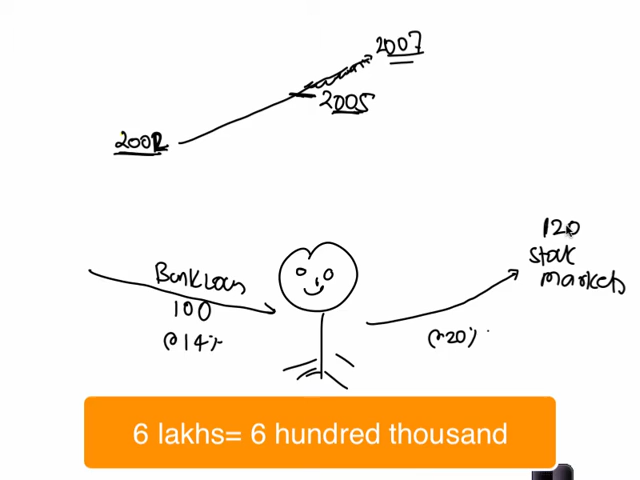 2007
2005
2002
120
Stock
markets
Bank Loan
100
@14%
@20%
6 lakhs= 6 hundred thousand